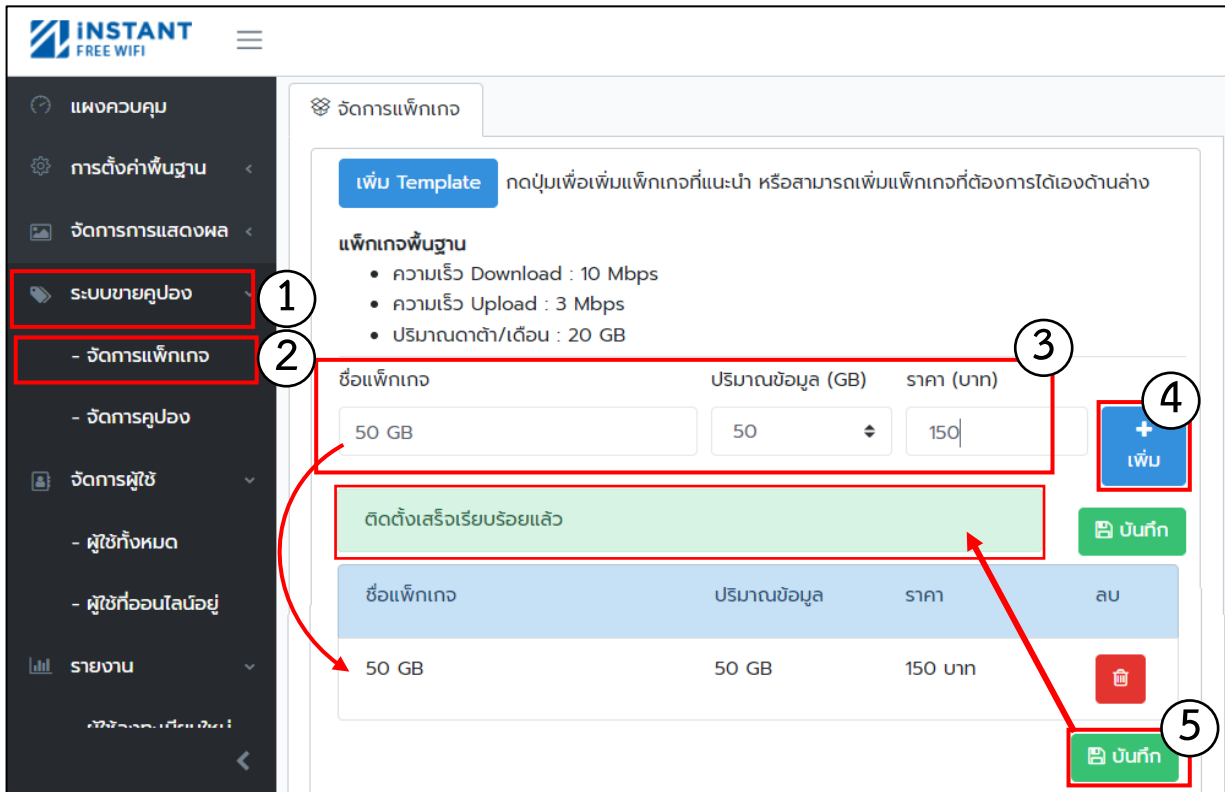 iNSTANT
FREE WIFI
แผงควบคุม
การตั้งค่าพื้นฐาน
จัดการการแสดงผล
ระบบขายคูปอง
1
- จัดการแพ็กเกจ
2
- จัดการคูปอง
จัดการผู้ใช้
- ผู้ใช้ทั้งหมด
- ผู้ใช้ที่ออนไลน์อยู่
รายงาน
จัดการแพ็กเกจ
เพิ่ม Template กดปุ่มเพื่อเพิ่มแพ็กเกจที่แนะนำ หรือสามารถเพิ่มแพ็กเกจที่ต้องการได้เองด้านล่าง
แพ็กเกจพื้นฐาน
• ความเร็ว Download : 10 Mbps
• ความเร็ว Upload : 3 Mbps
• ปริมาณดาต้า/เดือน : 20 GB
3
ชื่อแพ็กเกจ ปริมาณข้อมูล (GB) ราคา (บาท)
4
50 GB 50 150
+
เพิ่ม
ติดตั้งเสร็จเรียบร้อยแล้ว
บันทึก
ชื่อแพ็กเกจ ปริมาณข้อมูล ราคา ลบ
50 GB 50 GB 150 บาท
5
บันทึก